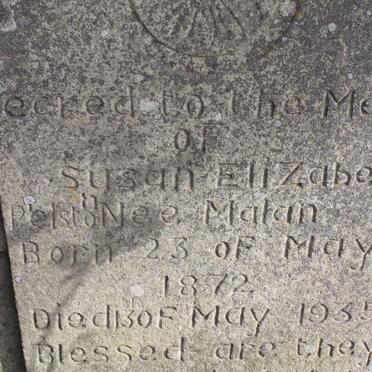 ecred to the Me
OF
Susan EliZabe
Nee Malan
Born 23 of May
1872
Died 13 oF May 1935
Blessed are they